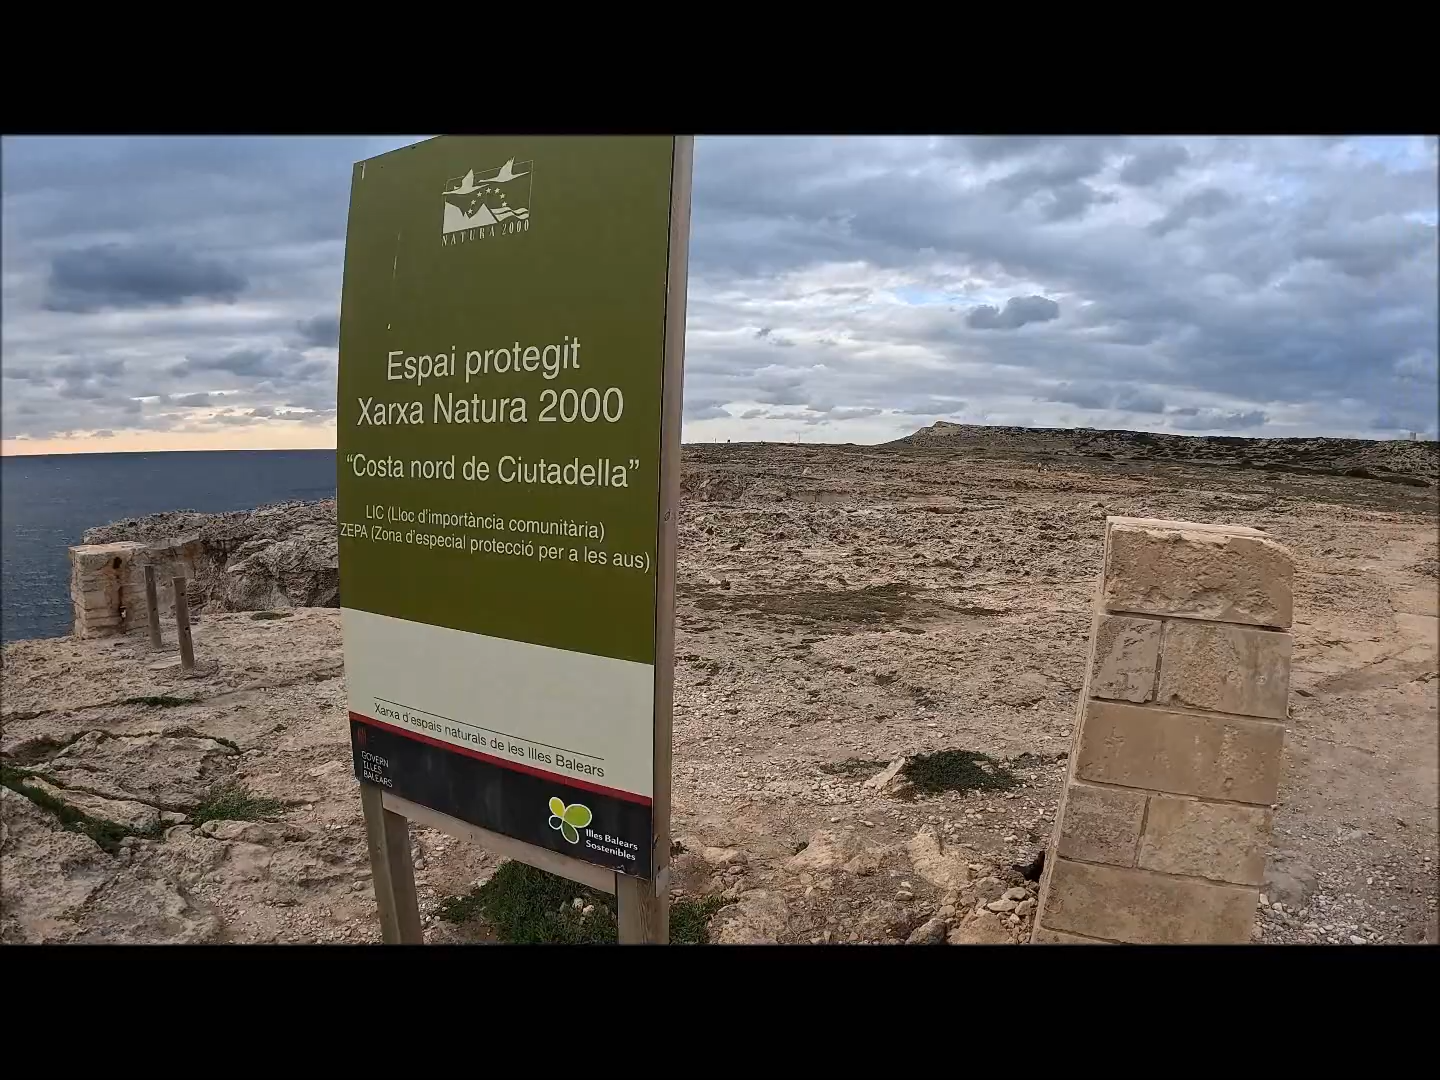 NATURA 2000
Espai protegit
Xarxa Natura 2000
“Costa nord de Ciutadella”
LIC (Lloc d'importància comunitària)
ZEPA (Zona d'especial protecció per a les aus)
Xarxa d'espais naturals de les Illes Balears
GOVERN
ILLES
BALEARS
Illes Balears
Sostenibles